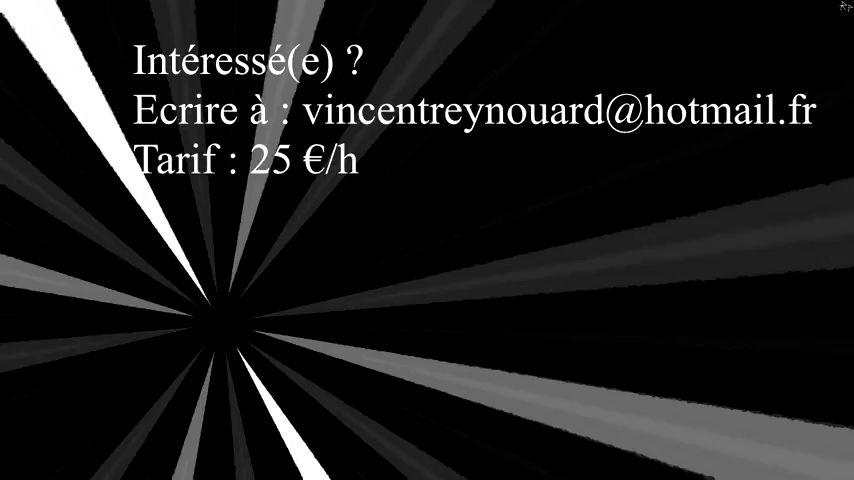 Intéressé(e) ?
Ecrire à : vincentreynouard@hotmail.fr
Tarif : 25 €/h